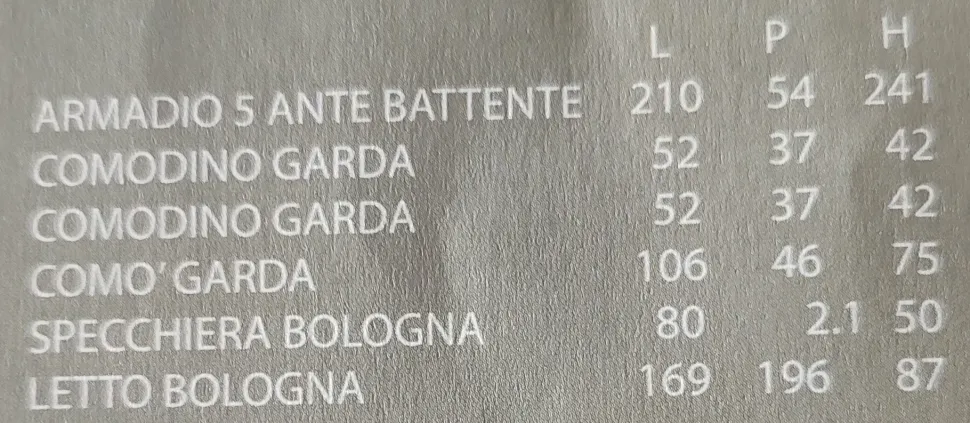 L P H
ARMADIO 5 ANTE BATTENTE 210 54 241
COMODINO GARDA 52 37 42
COMODINO GARDA 52 37 42
COMO' GARDA 106 46 75
SPECCHIERA BOLOGNA 80 2.1 50
LETTO BOLOGNA 169 196 87